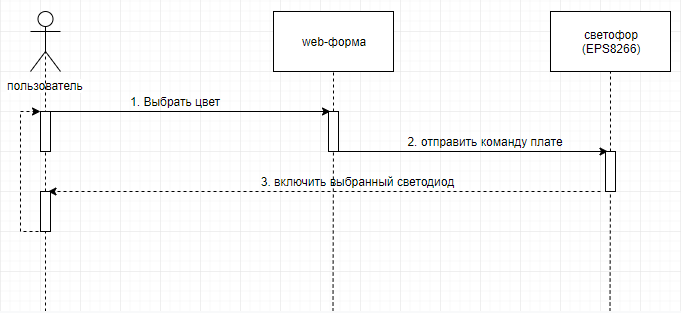 web-форма
светофор
(EPS8266)
пользователь
1. Выбрать цвет
2. отправить команду плате
3. включить выбранный светодиод